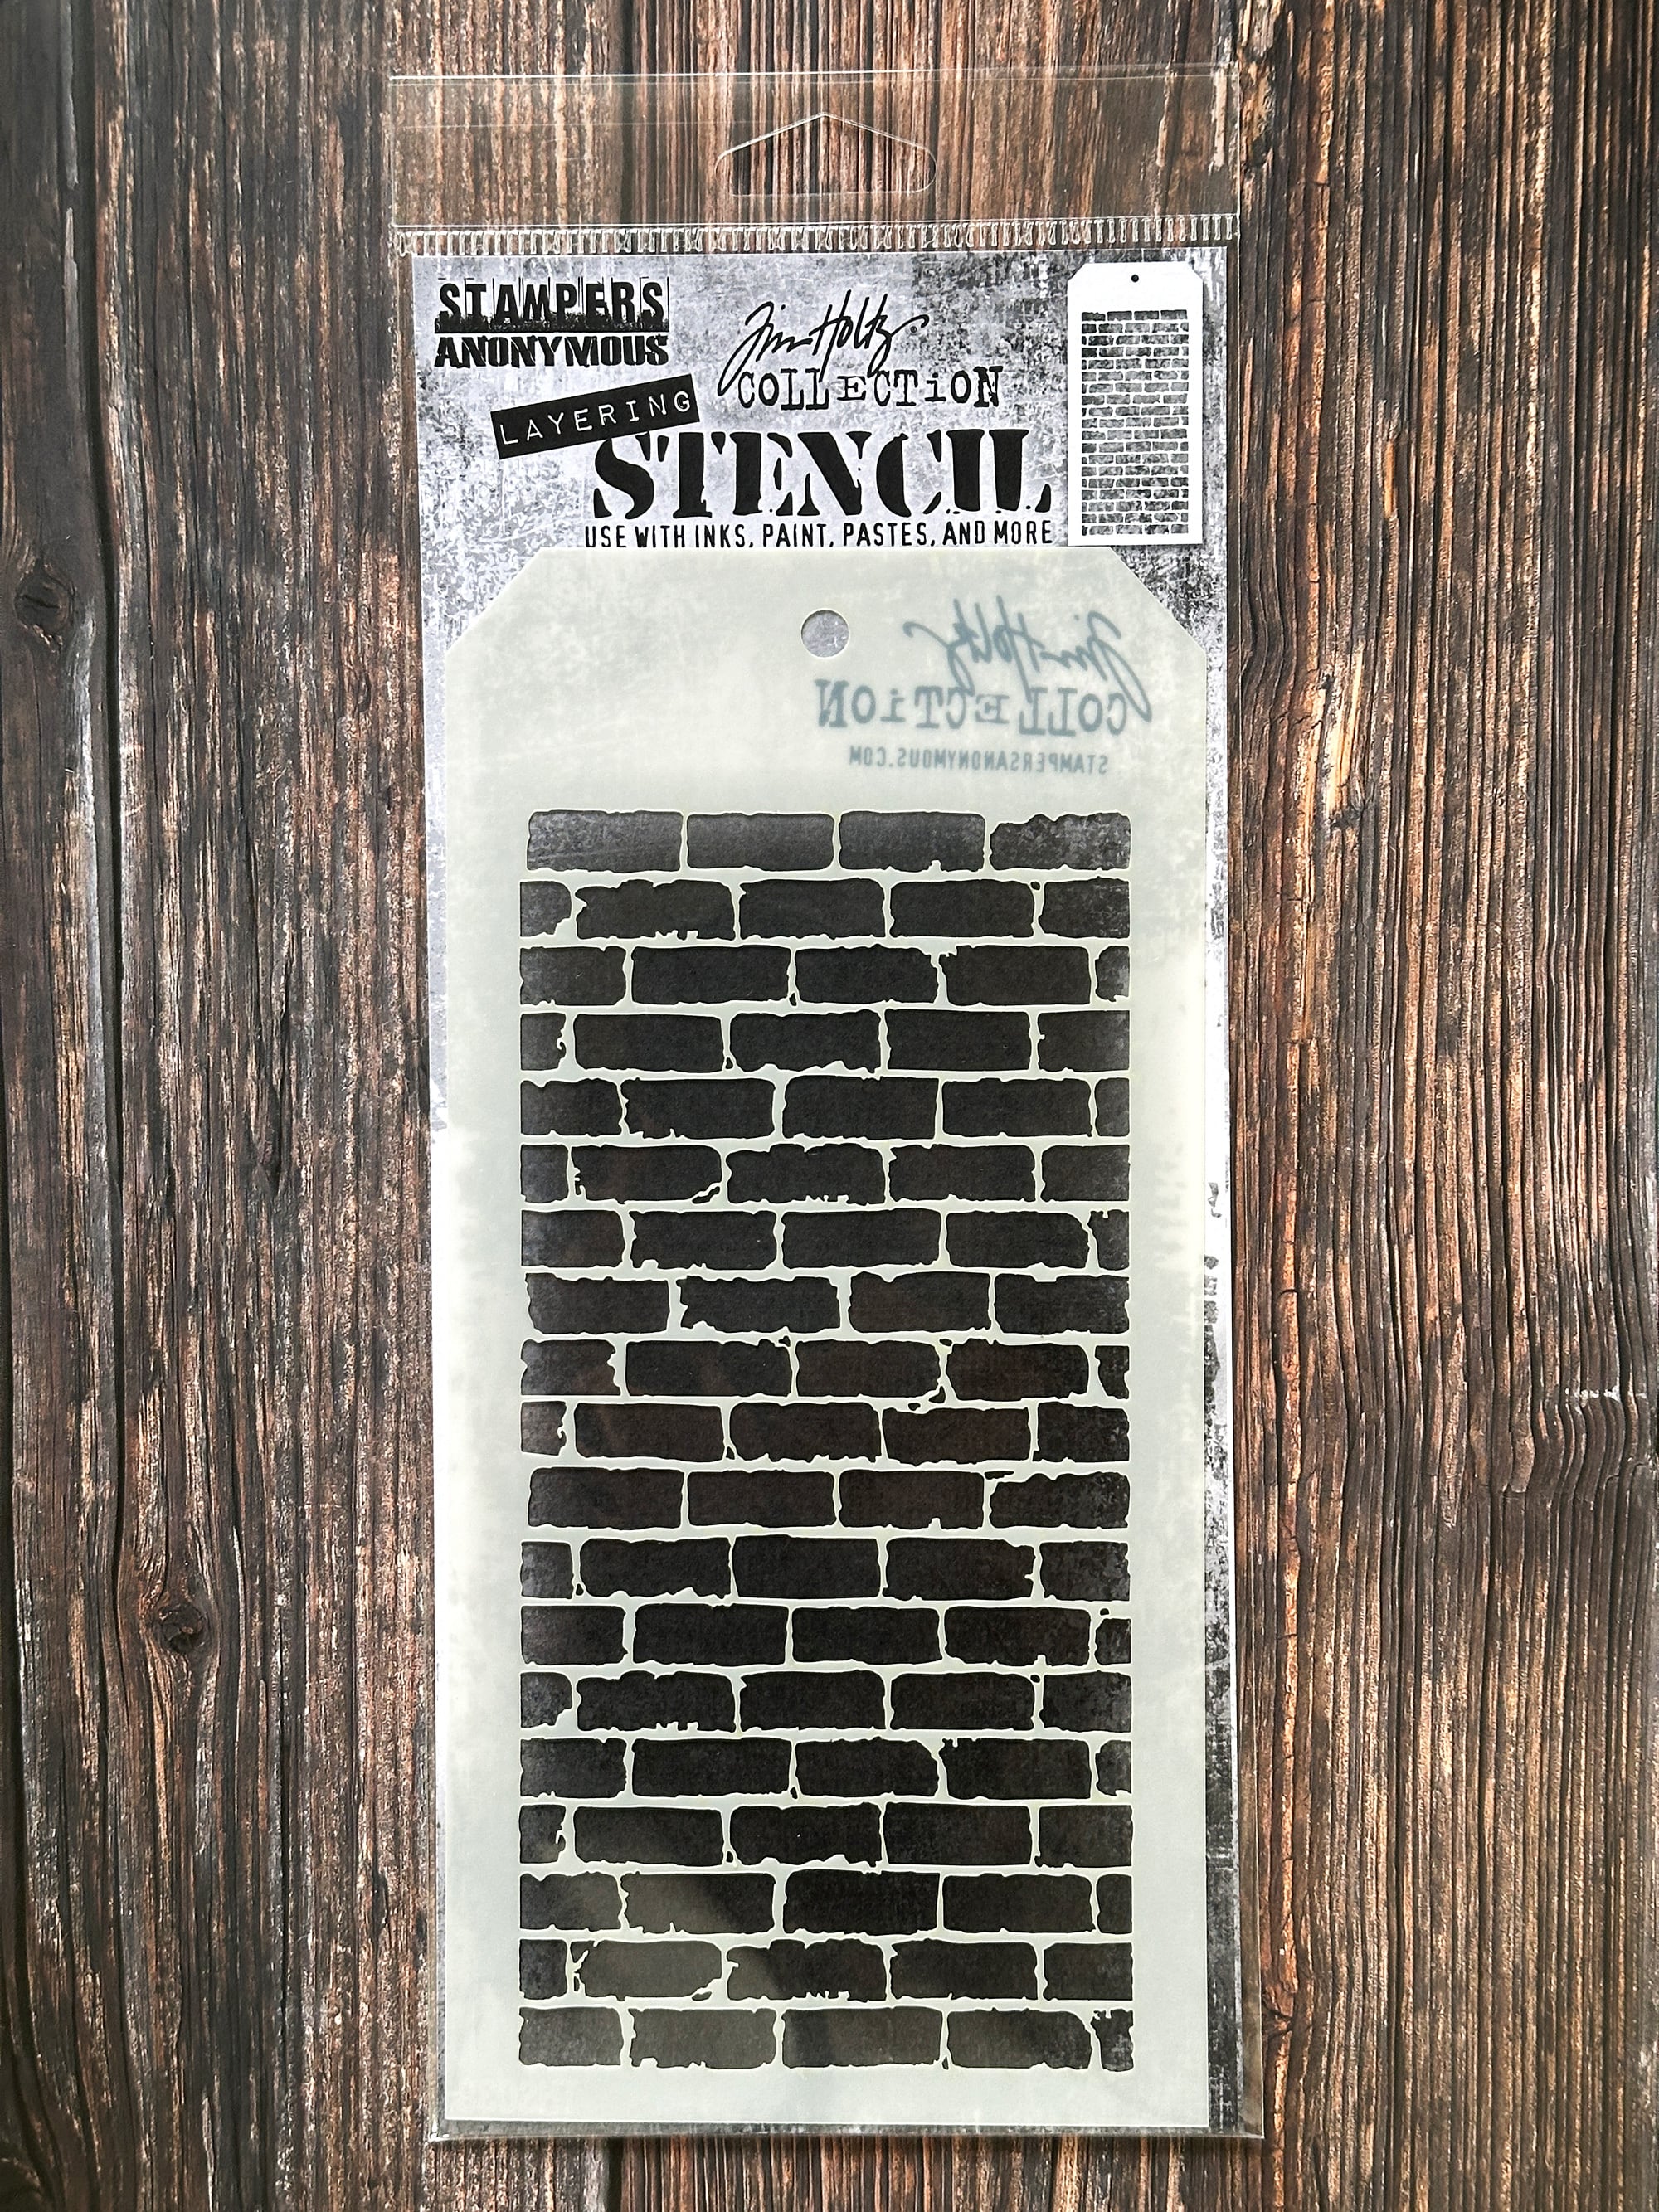 STAMPERS
ANONYMOUS
Tim Holtz®
COLLECTION
LAYERING
STENCIL
USE WITH INKS, PAINT, PASTES, AND MORE
Tim Holtz
COLLECTION
STAMPERSANONYMOUS.COM